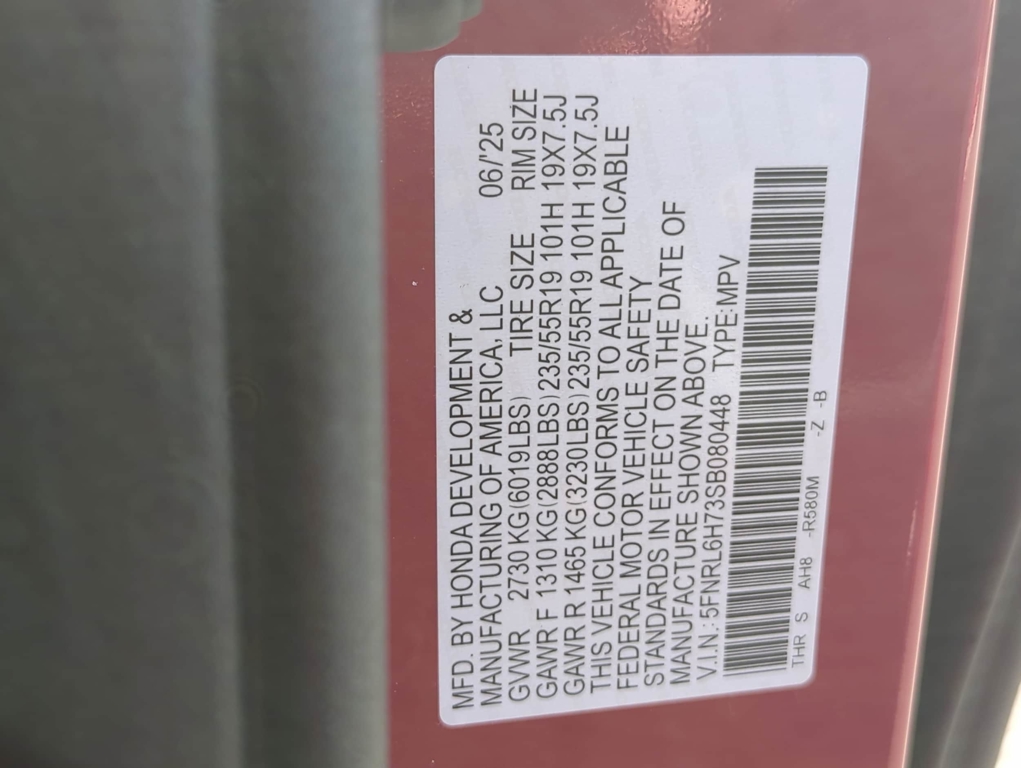 MFD. BY HONDA DEVELOPMENT &
MANUFACTURING OF AMERICA, LLC 06/'25
GVWR 2730 KG (6019LBS) TIRE SIZE RIM SIZE
GAWR F 1310 KG (2888LBS) 235/55R19 101H 19X7.5J
GAWR R 1465 KG (3230LBS) 235/55R19 101H 19X7.5J
THIS VEHICLE CONFORMS TO ALL APPLICABLE
FEDERAL MOTOR VEHICLE SAFETY
STANDARDS IN EFFECT ON THE DATE OF
MANUFACTURE SHOWN ABOVE.
V.I.N.: 5FNRL6H73SB080448 TYPE:MPV
THR S AH8 -R580M -Z -B